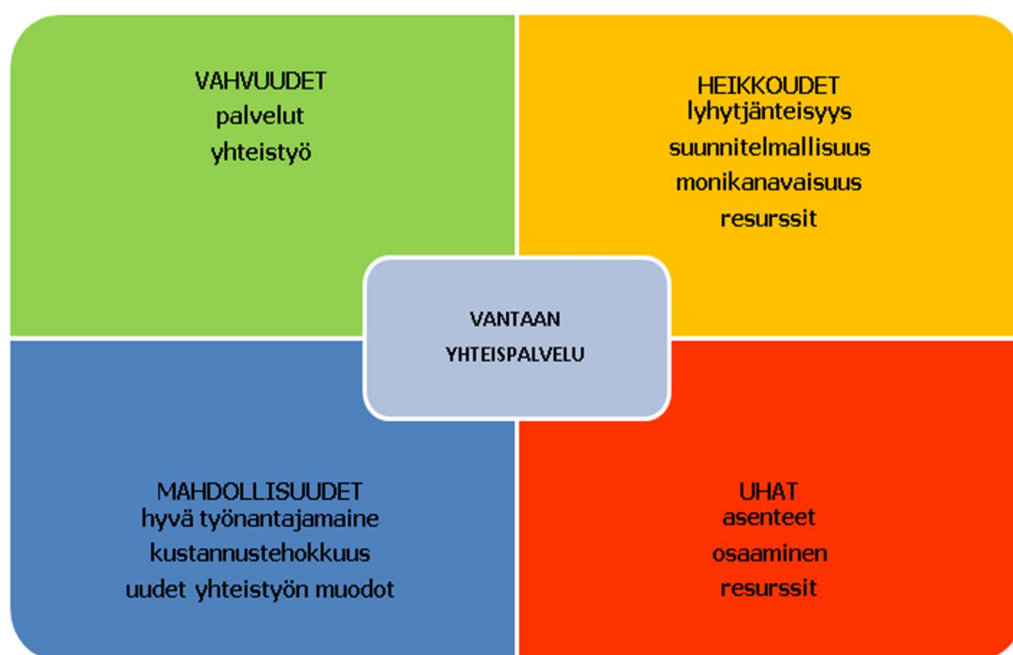 VAHVUUDET
palvelut
yhteistyö
HEIKKOUDET
lyhytjänteisyys
suunnitelmallisuus
monikanavaisuus
resurssit
VANTAAN
YHTEISPALVELU
MAHDOLLISUUDET
hyvä työnantajamaine
kustannustehokkuus
uudet yhteistyön muodot
UHAT
asenteet
osaaminen
resurssit